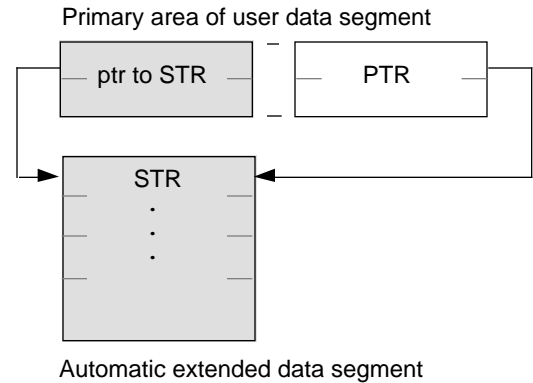 Primary area of user data segment
ptr to STR
PTR
STR
.
.
.
Automatic extended data segment